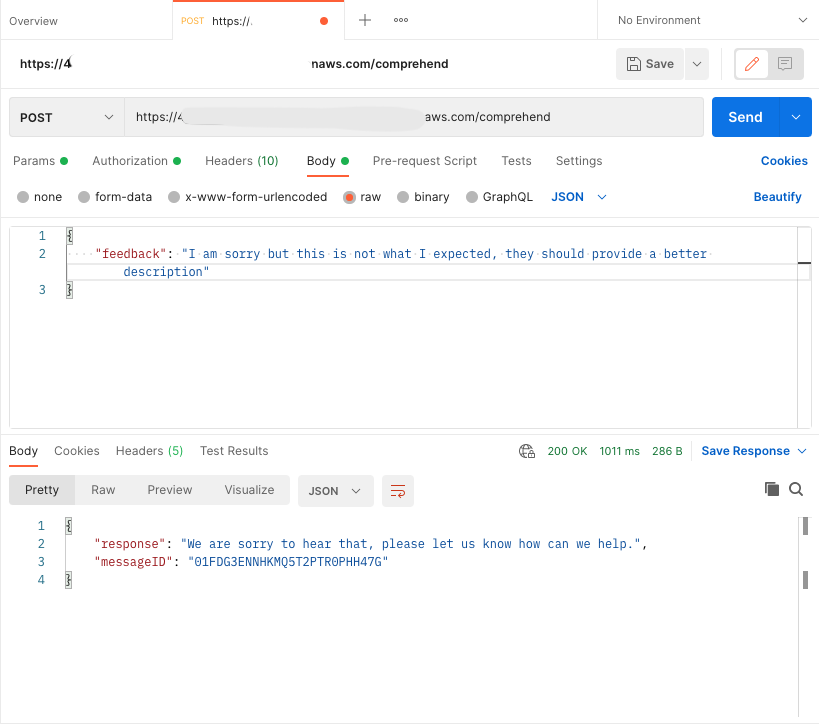 Overview
POST https://.
No Environment
https://4 naws.com/comprehend
Save
POST https://4 aws.com/comprehend
Send
Params Authorization Headers (10) Body Pre-request Script Tests Settings Cookies
none form-data x-www-form-urlencoded raw binary GraphQL JSON Beautify
1 {
2 "feedback": "I am sorry but this is not what I expected, they should provide a better
description"
3 }
Body Cookies Headers (5) Test Results 200 OK 1011 ms 286 B Save Response
Pretty Raw Preview Visualize JSON
1 {
2 "response": "We are sorry to hear that, please let us know how can we help.",
3 "messageID": "01FDG3ENNHKMQ5T2PTR0PHH47G"
4 }